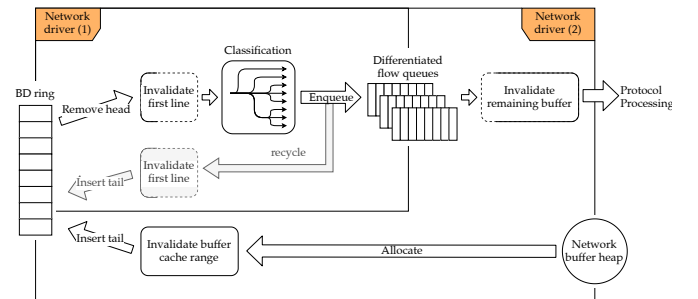 Network
driver (1)
Network
driver (2)
Classification
Differentiated
flow queues
BD ring
Remove head
Invalidate
first line
Enqueue
Invalidate
remaining buffer
Protocol
Processing
recycle
Invalidate
first line
Insert tail
Insert tail
Invalidate buffer
cache range
Allocate
Network
buffer heap